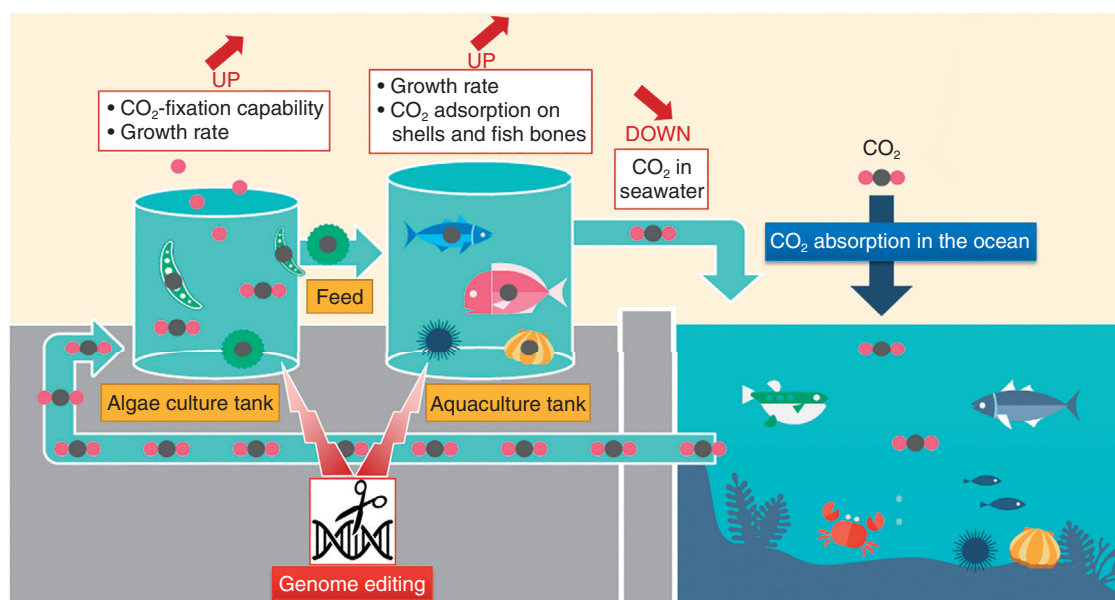 UP
• CO₂-fixation capability
• Growth rate
UP
• Growth rate
• CO₂ adsorption on
shells and fish bones
DOWN
CO₂ in
seawater
CO₂
CO₂ absorption in the ocean
Feed
Algae culture tank
Aquaculture tank
Genome editing